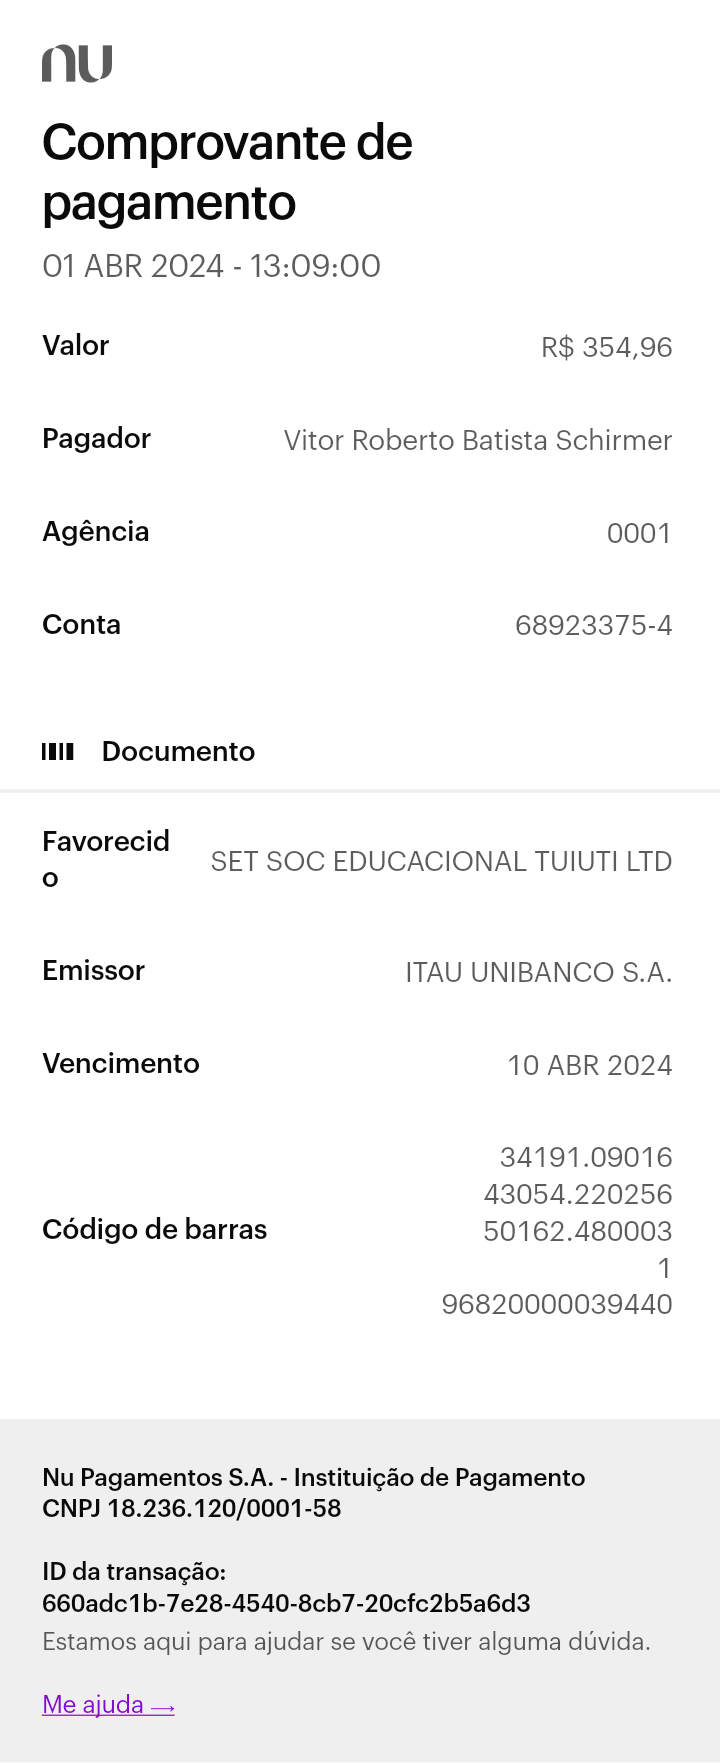 nu
Comprovante de
pagamento
01 ABR 2024 - 13:09:00
Valor R$ 354,96
Pagador Vitor Roberto Batista Schirmer
Agência 0001
Conta 68923375-4
Documento
Favorecid
o
SET SOC EDUCACIONAL TUIUTI LTD
Emissor ITAU UNIBANCO S.A.
Vencimento 10 ABR 2024
Código de barras
34191.09016
43054.220256
50162.480003
1
96820000039440
Nu Pagamentos S.A. - Instituição de Pagamento
CNPJ 18.236.120/0001-58
ID da transação:
660adc1b-7e28-4540-8cb7-20cfc2b5a6d3
Estamos aqui para ajudar se você tiver alguma dúvida.
Me ajuda →